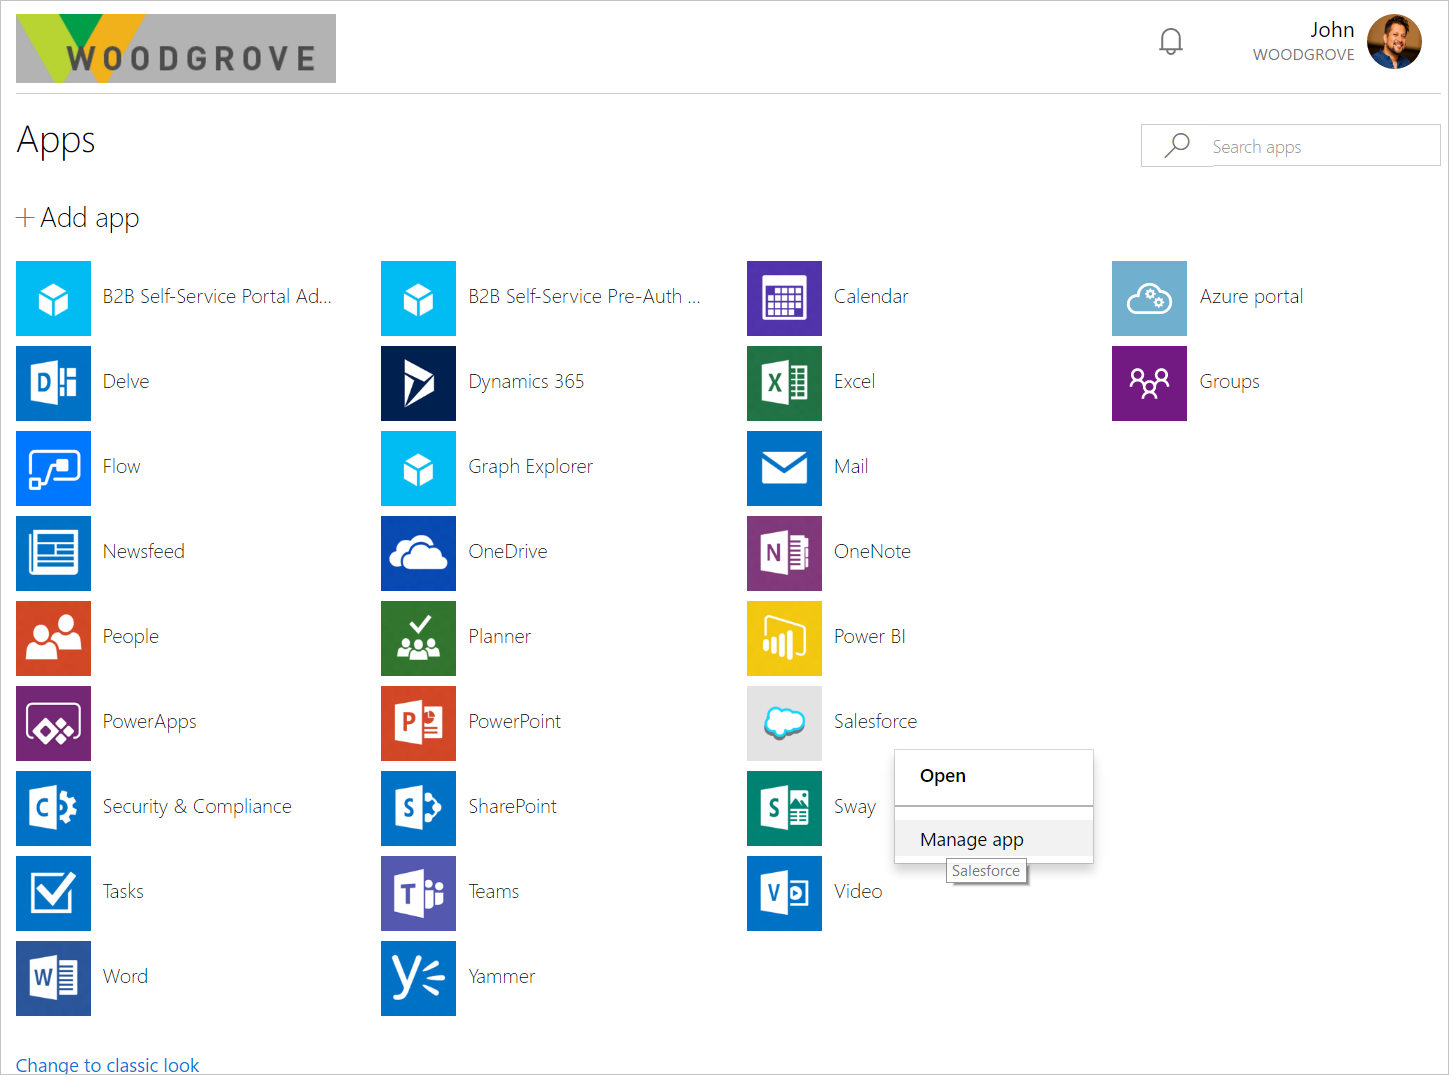 WOODGROVE
John
WOODGROVE
Apps
Search apps
+ Add app
B2B Self-Service Portal Ad...
B2B Self-Service Pre-Auth ...
Calendar
Azure portal
Delve
Dynamics 365
Excel
Groups
Flow
Graph Explorer
Mail
Newsfeed
OneDrive
OneNote
People
Planner
Power BI
PowerApps
PowerPoint
Salesforce
Open
Security & Compliance
SharePoint
Sway
Manage app
Salesforce
Tasks
Teams
Video
Word
Yammer
Change to classic look